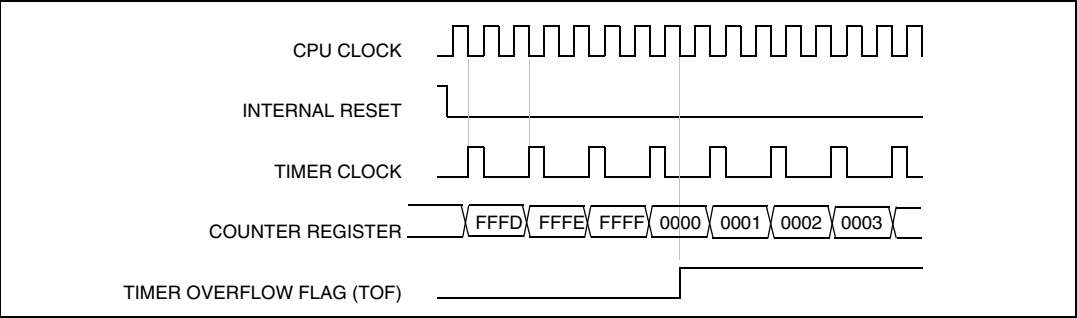 CPU CLOCK
INTERNAL RESET
TIMER CLOCK
COUNTER REGISTER FFFD FFFE FFFF 0000 0001 0002 0003
TIMER OVERFLOW FLAG (TOF)